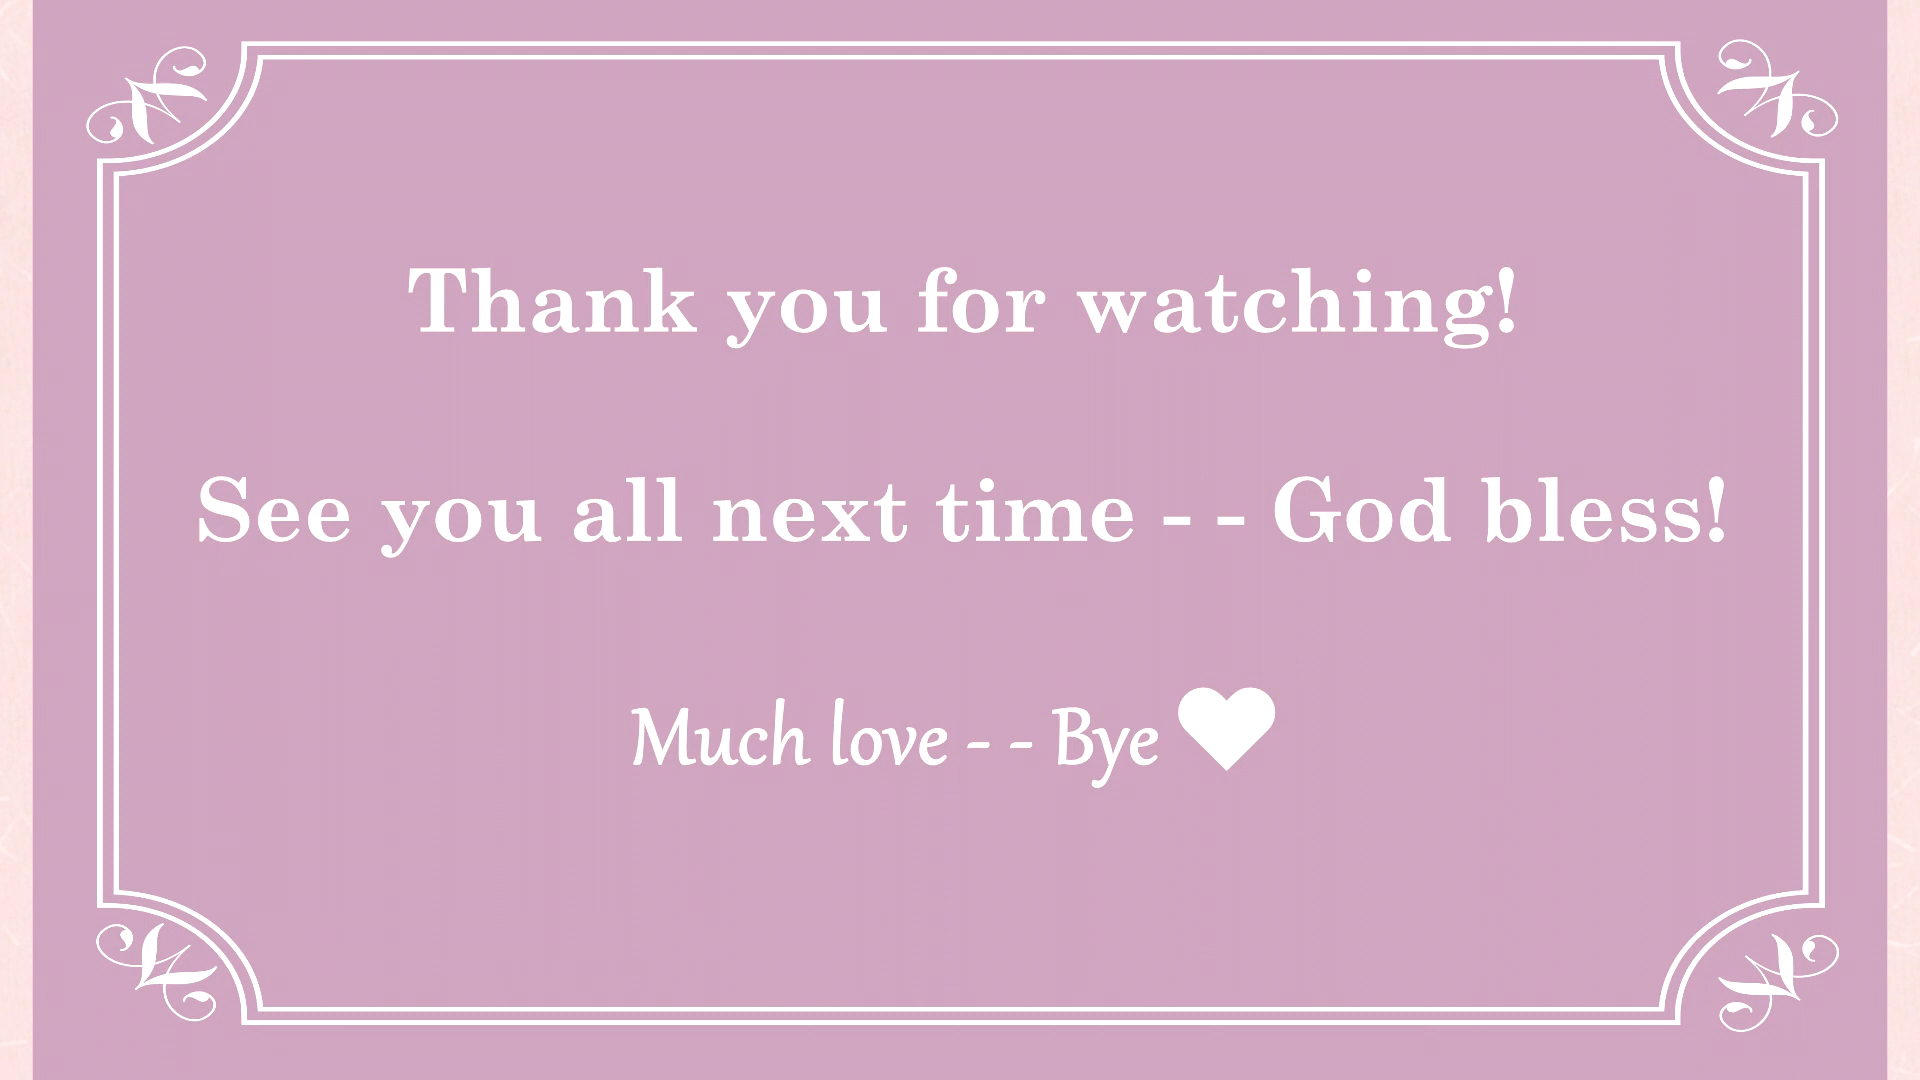 Thank you for watching!
See you all next time - - God bless!
Much love - - Bye ♥